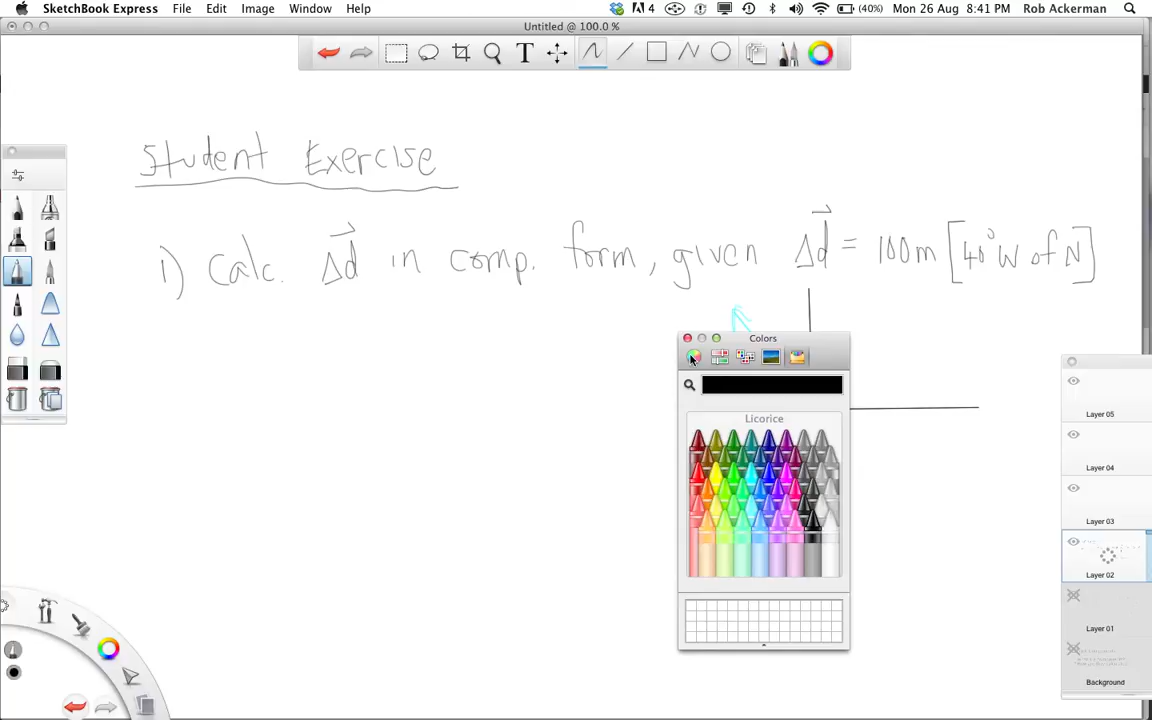 SketchBook Express File Edit Image Window Help 4 (40%) Mon 26 Aug 8:41 PM Rob Ackerman
Untitled @ 100.0 %
T
Student Exercise
1) Calc. Δd⃗ in comp. form, given Δd⃗ = 100m [40° W of N]
Colors
Licorice
Layer 05
Layer 04
Layer 03
Layer 02
Layer 01
Background